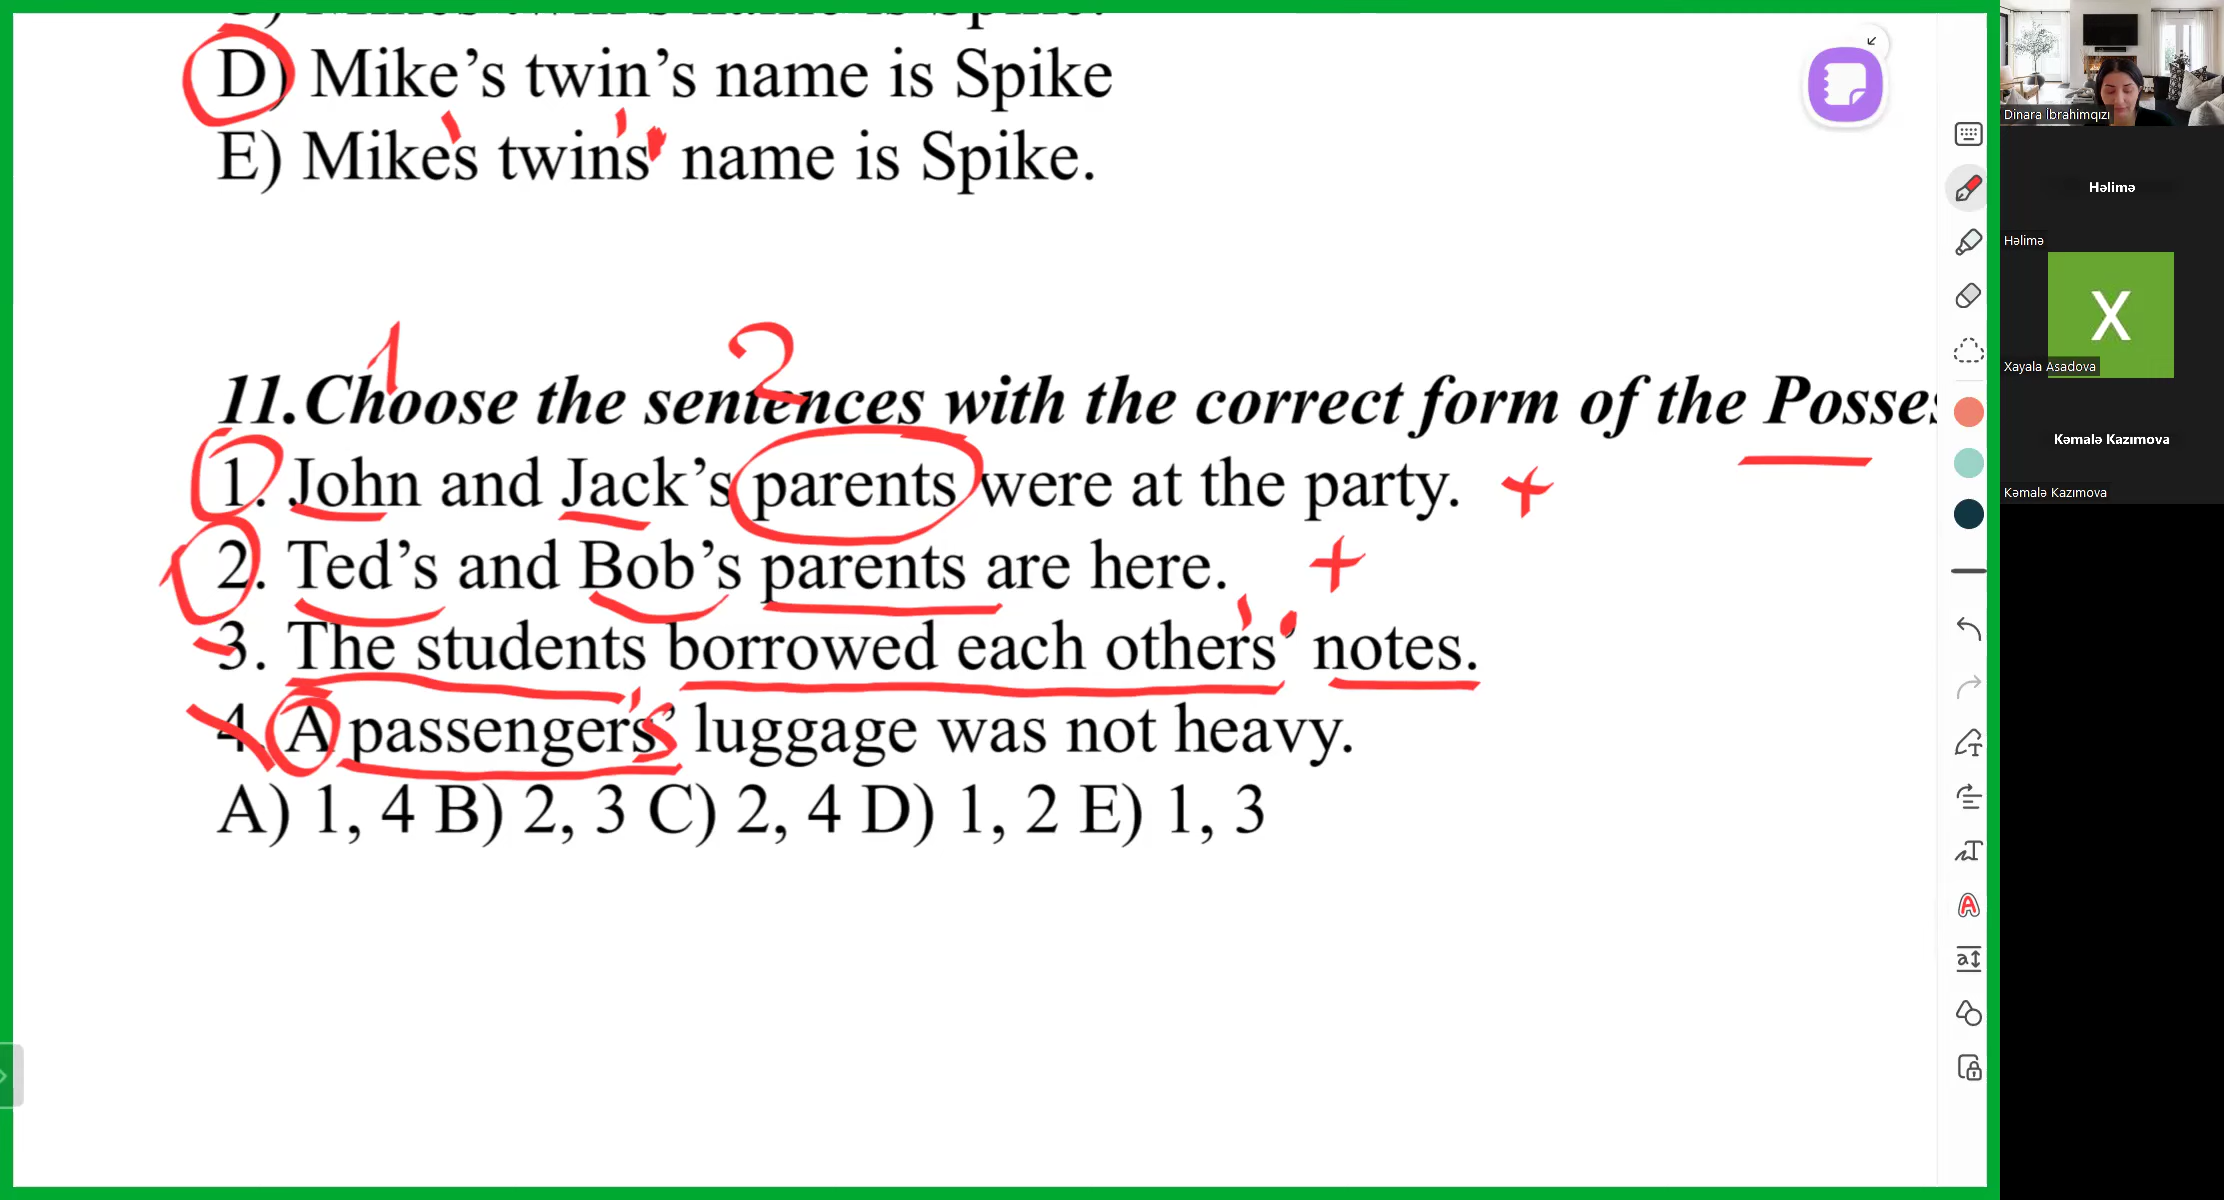 D) Mike’s twin’s name is Spike
E) Mikes twins’ name is Spike.
1 2
11.Choose the sentences with the correct form of the Posses
1. John and Jack’s parents were at the party. +
2. Ted’s and Bob’s parents are here. +
3. The students borrowed each others’ notes.
4. A passengers’ luggage was not heavy.
A) 1, 4 B) 2, 3 C) 2, 4 D) 1, 2 E) 1, 3
Dinara İbrahimqızı
Həlimə
Həlimə
X
Xayala Asadova
Kəmalə Kazımova
Kəmalə Kazımova